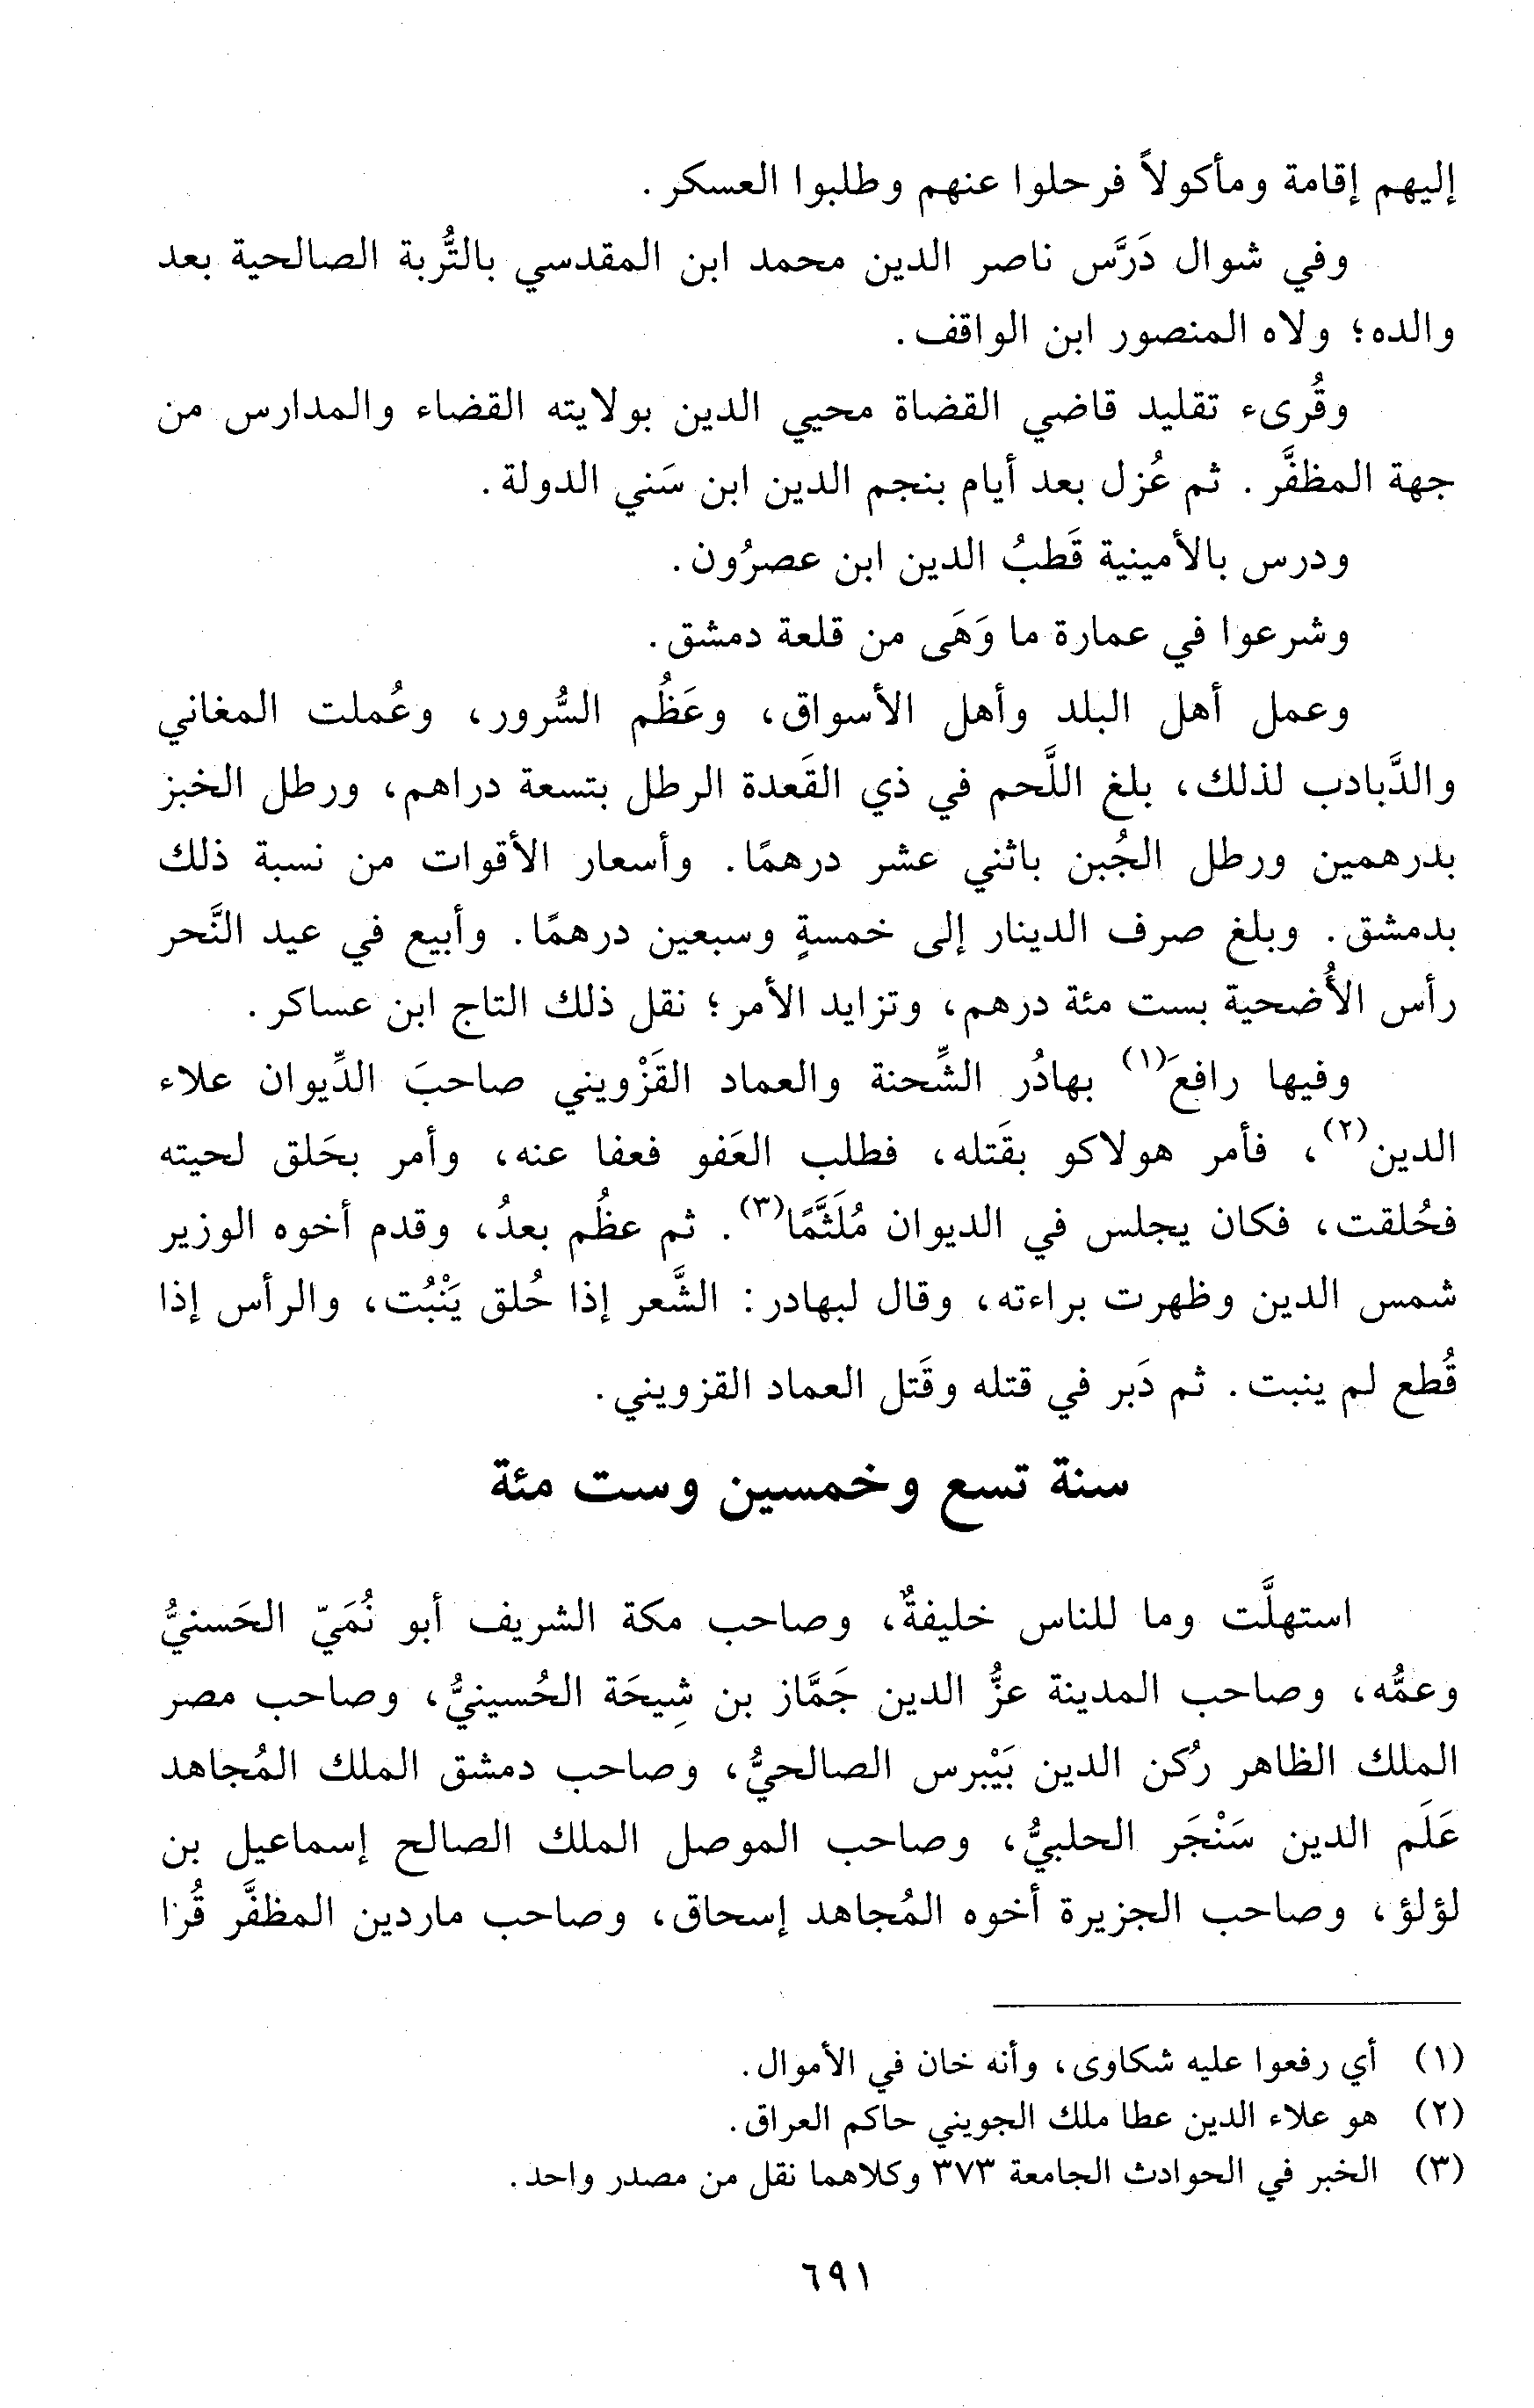 إليهم إقامة ومأكولاً فرحلوا عنهم وطلبوا العسكر.
وفي شوال دَرَّس ناصر الدين محمد ابن المقدسي بالتُّربة الصالحية بعد
والده؛ ولاه المنصور ابن الواقف.
وقُرىء تقليد قاضي القضاة محيي الدين بولايته القضاء والمدارس من
جهة المظفَّر. ثم عُزل بعد أيام بنجم الدين ابن سَني الدولة.
ودرس بالأمينية قَطبُ الدين ابن عصرُون.
وشرعوا في عمارة ما وَهَى من قلعة دمشق.
وعمل أهل البلد وأهل الأسواق، وعَظُم السُّرور، وعُملت المغاني
والدَّبادب لذلك، بلغ اللَّحم في ذي القَعدة الرطل بتسعة دراهم، ورطل الخبز
بدرهمين ورطل الجُبن باثني عشر درهمًا. وأسعار الأقوات من نسبة ذلك
بدمشق. وبلغ صرف الدينار إلى خمسةٍ وسبعين درهمًا. وأبيع في عيد النَّحر
رأس الأُضحية بست مئة درهم، وتزايد الأمر؛ نقل ذلك التاج ابن عساكر.
وفيها رافعَ(١) بهادُر الشِّحنة والعماد القَزْويني صاحبَ الدِّيوان علاء
الدين(٢)، فأمر هولاكو بقَتله، فطلب العَفو فعفا عنه، وأمر بحَلق لحيته
فحُلقت، فكان يجلس في الديوان مُلَثَّمًا(٣). ثم عظُم بعدُ، وقدم أخوه الوزير
شمس الدين وظهرت براءته، وقال لبهادر: الشَّعر إذا حُلق يَنْبُت، والرأس إذا
قُطع لم ينبت. ثم دَبر في قتله وقَتل العماد القزويني.
سنة تسع وخمسين وست مئة
استهلَّت وما للناس خليفةٌ، وصاحب مكة الشريف أبو نُمَيّ الحَسنيُّ
وعمُّه، وصاحب المدينة عزُّ الدين جَمَّاز بن شِيحَة الحُسينيُّ، وصاحب مصر
الملك الظاهر رُكن الدين بَيْبرس الصالحيُّ، وصاحب دمشق الملك المُجاهد
عَلَم الدين سَنْجَر الحلبيُّ، وصاحب الموصل الملك الصالح إسماعيل بن
لؤلؤ، وصاحب الجزيرة أخوه المُجاهد إسحاق، وصاحب ماردين المظفَّر قُرا
(١) أي رفعوا عليه شكاوى، وأنه خان في الأموال.
(٢) هو علاء الدين عطا ملك الجويني حاكم العراق.
(٣) الخبر في الحوادث الجامعة ٣٧٣ وكلاهما نقل من مصدر واحد.
٦٩١